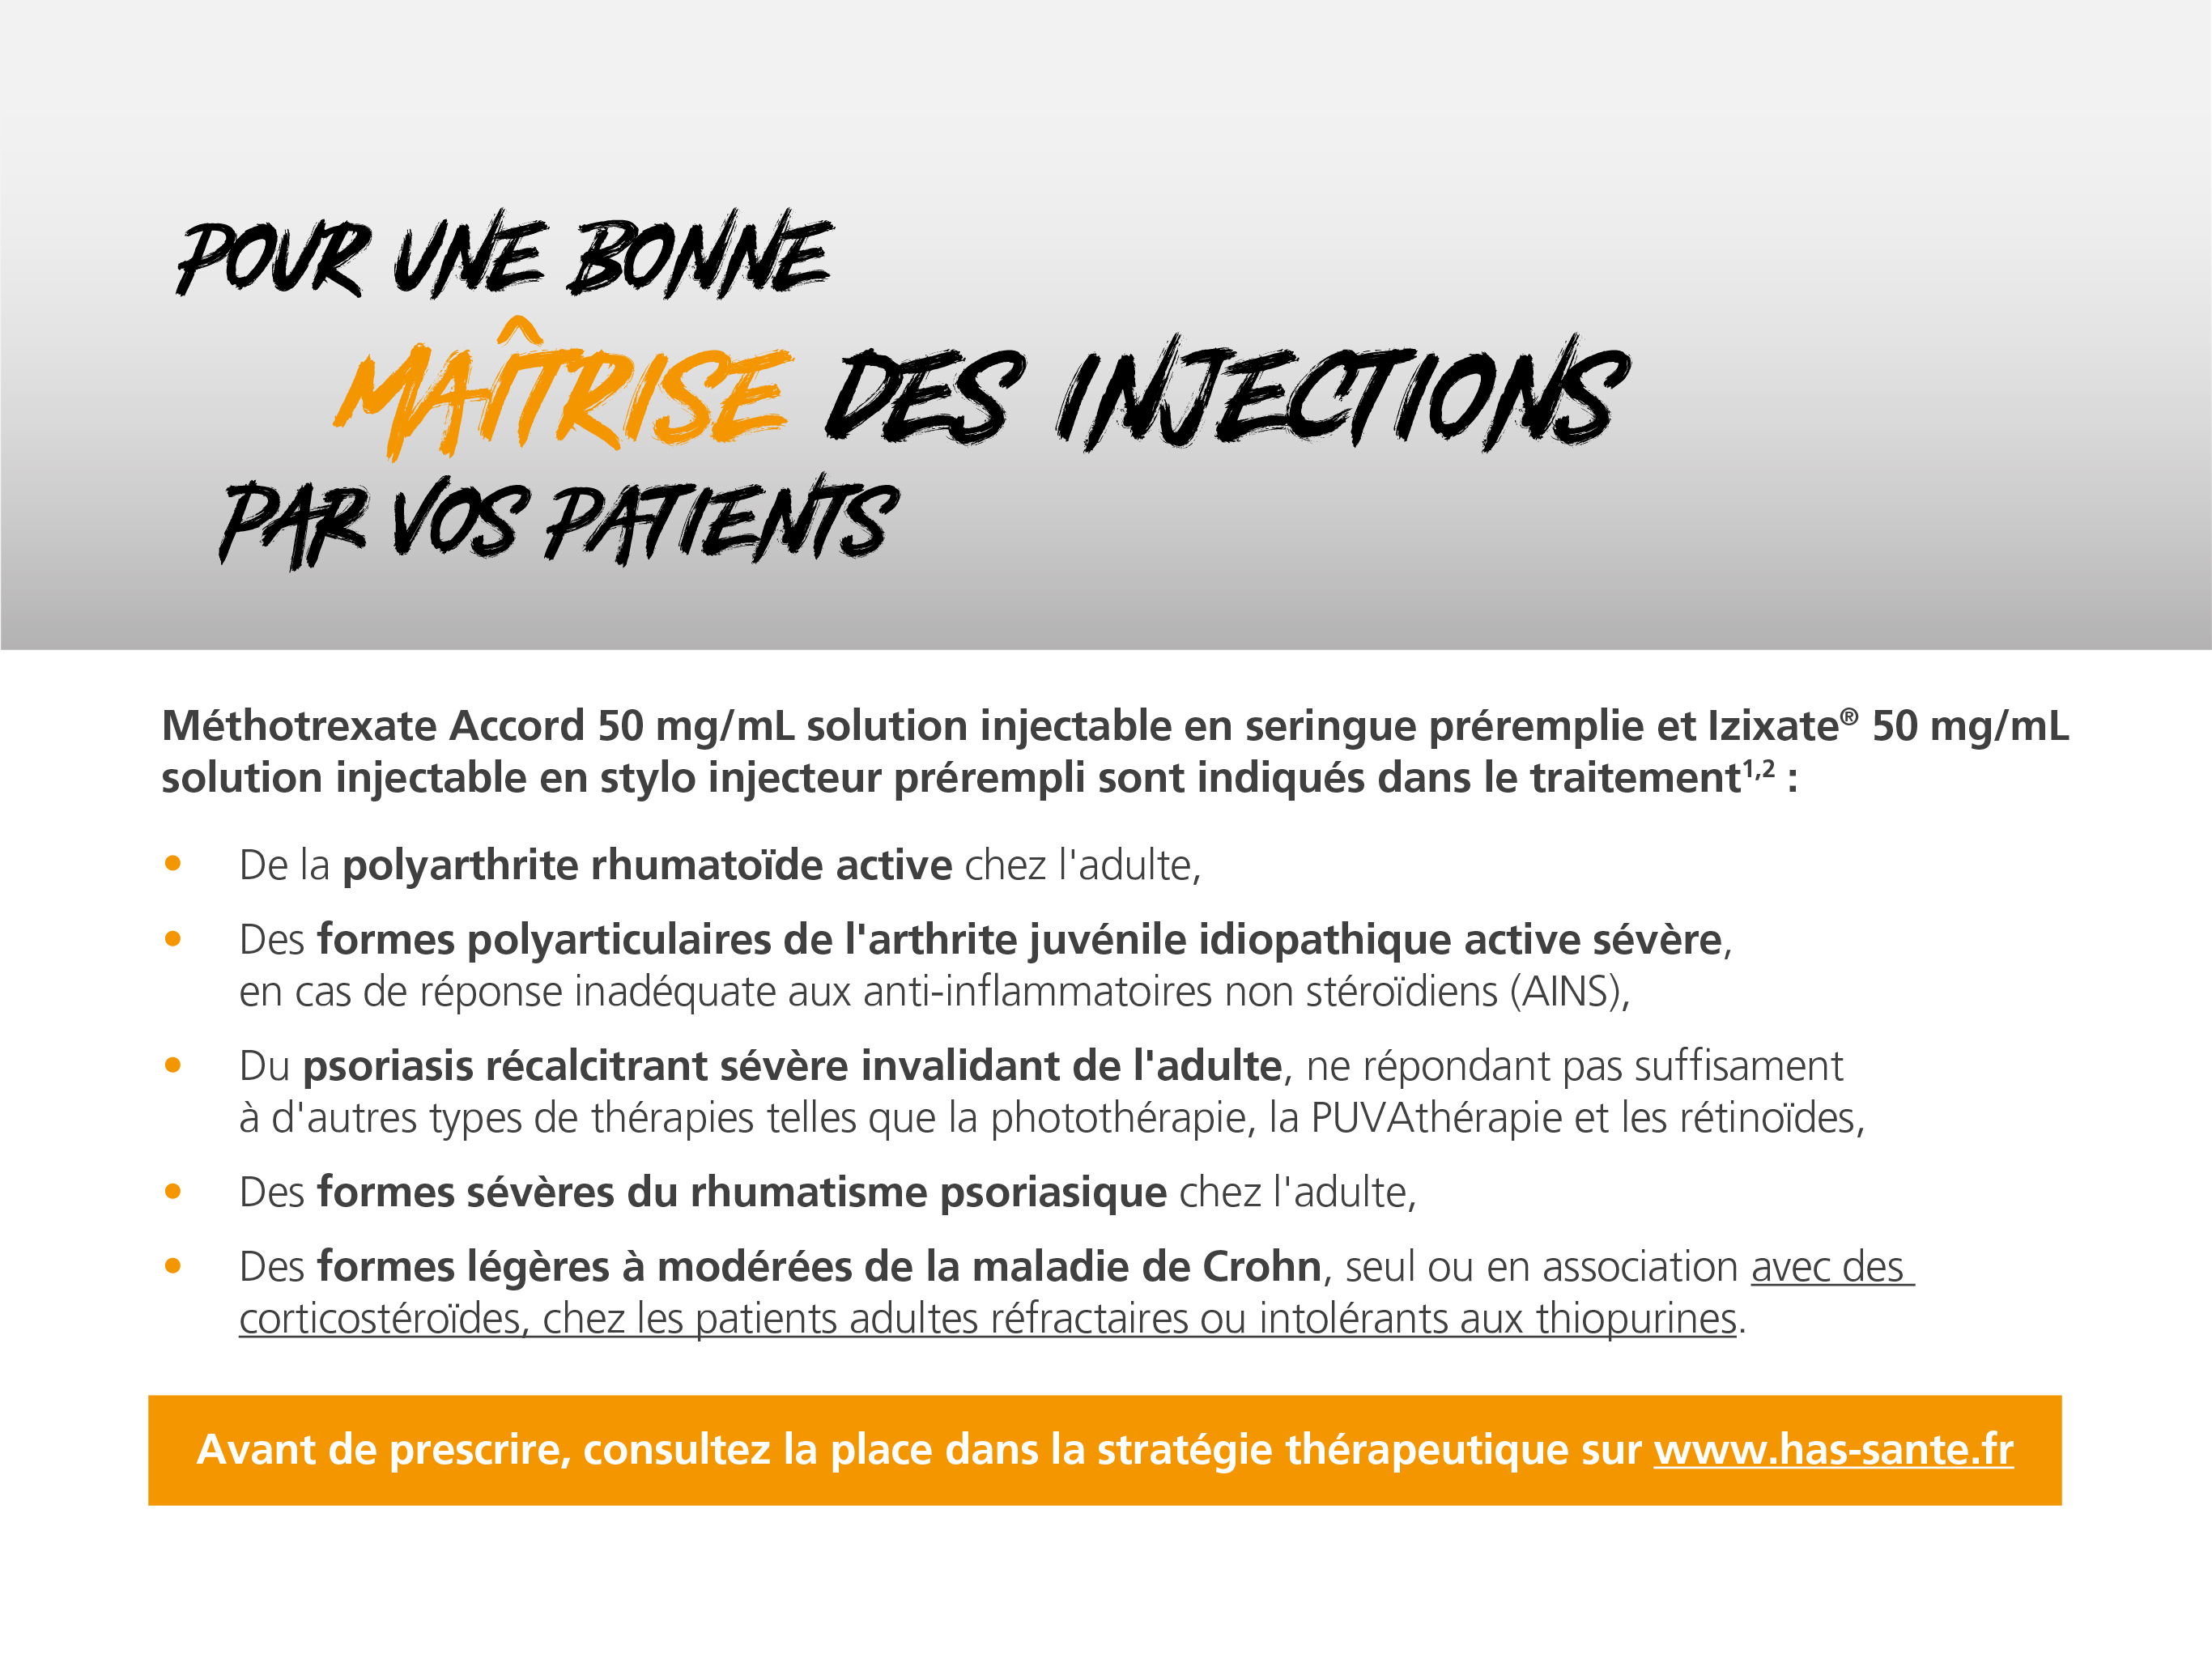 POUR UNE BONNE
MAÎTRISE DES INJECTIONS
PAR VOS PATIENTS
Méthotrexate Accord 50 mg/mL solution injectable en seringue préremplie et Izixate® 50 mg/mL
solution injectable en stylo injecteur prérempli sont indiqués dans le traitement¹,² :
• De la polyarthrite rhumatoïde active chez l'adulte,
• Des formes polyarticulaires de l'arthrite juvénile idiopathique active sévère,
en cas de réponse inadéquate aux anti-inflammatoires non stéroïdiens (AINS),
• Du psoriasis récalcitrant sévère invalidant de l'adulte, ne répondant pas suffisament
à d'autres types de thérapies telles que la photothérapie, la PUVAthérapie et les rétinoïdes,
• Des formes sévères du rhumatisme psoriasique chez l'adulte,
• Des formes légères à modérées de la maladie de Crohn, seul ou en association avec des
corticostéroïdes, chez les patients adultes réfractaires ou intolérants aux thiopurines.
Avant de prescrire, consultez la place dans la stratégie thérapeutique sur www.has-sante.fr